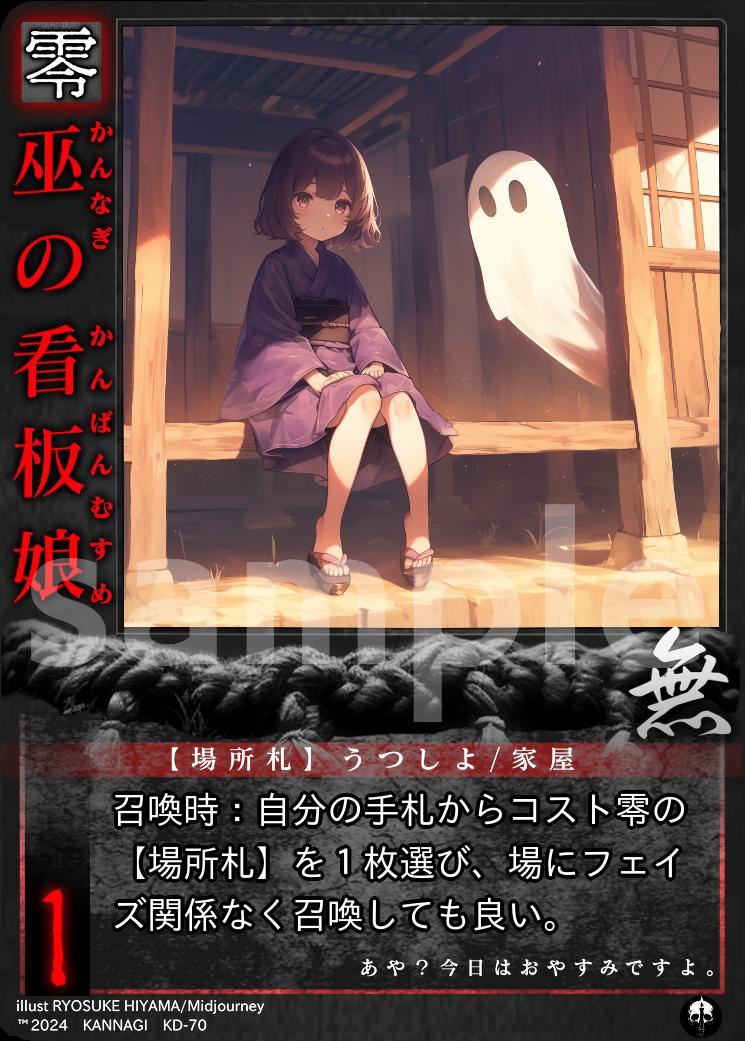 零
巫の看板娘
かんなぎ
かんばんむすめ
sample
無
【場所札】うつしよ/家屋
召喚時：自分の手札からコスト零の
【場所札】を１枚選び、場にフェイ
ズ関係なく召喚しても良い。
1
あや？今日はおやすみですよ。
illust RYOSUKE HIYAMA/Midjourney
™2024 KANNAGI KD-70